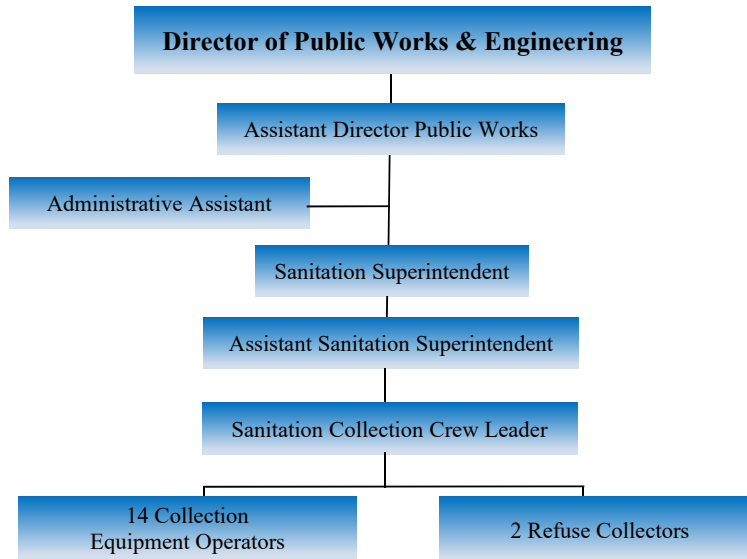 Director of Public Works & Engineering
Assistant Director Public Works
Administrative Assistant
Sanitation Superintendent
Assistant Sanitation Superintendent
Sanitation Collection Crew Leader
14 Collection
Equipment Operators
2 Refuse Collectors